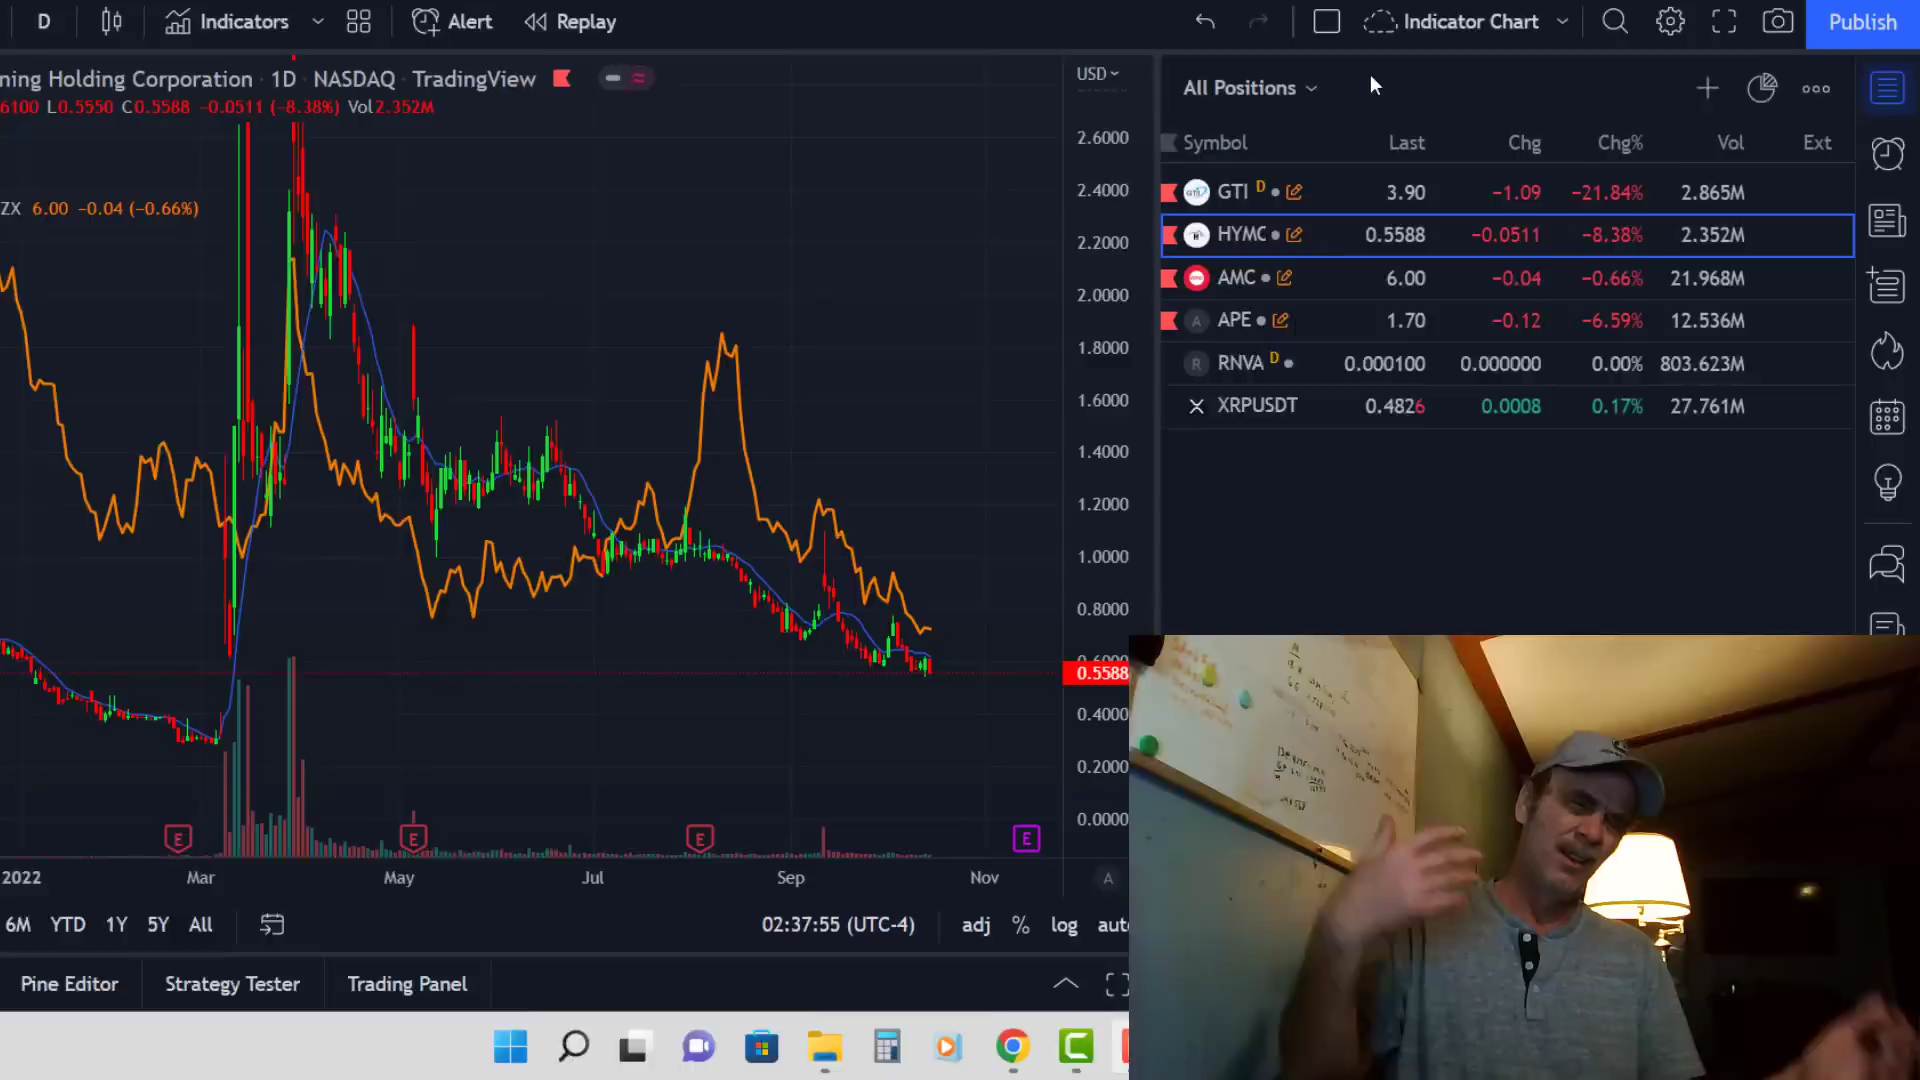 D Indicators Alert Replay Indicator Chart Publish
ning Holding Corporation · 1D · NASDAQ · TradingView
6100 L0.5550 C0.5588 -0.0511 (-8.38%) Vol2.352M
ZX 6.00 -0.04 (-0.66%)
USD
2.6000
2.4000
2.2000
2.0000
1.8000
1.6000
1.4000
1.2000
1.0000
0.8000
0.6000
0.5588
0.4000
0.2000
0.0000
E E E E
2022 Mar May Jul Sep Nov A
6M YTD 1Y 5Y All 02:37:55 (UTC-4) adj % log auto
Pine Editor Strategy Tester Trading Panel
All Positions
Symbol Last Chg Chg% Vol Ext
GTI D 3.90 -1.09 -21.84% 2.865M
HYMC 0.5588 -0.0511 -8.38% 2.352M
AMC 6.00 -0.04 -0.66% 21.968M
A APE 1.70 -0.12 -6.59% 12.536M
R RNVA D 0.000100 0.000000 0.00% 803.623M
XRPUSDT 0.4826 0.0008 0.17% 27.761M